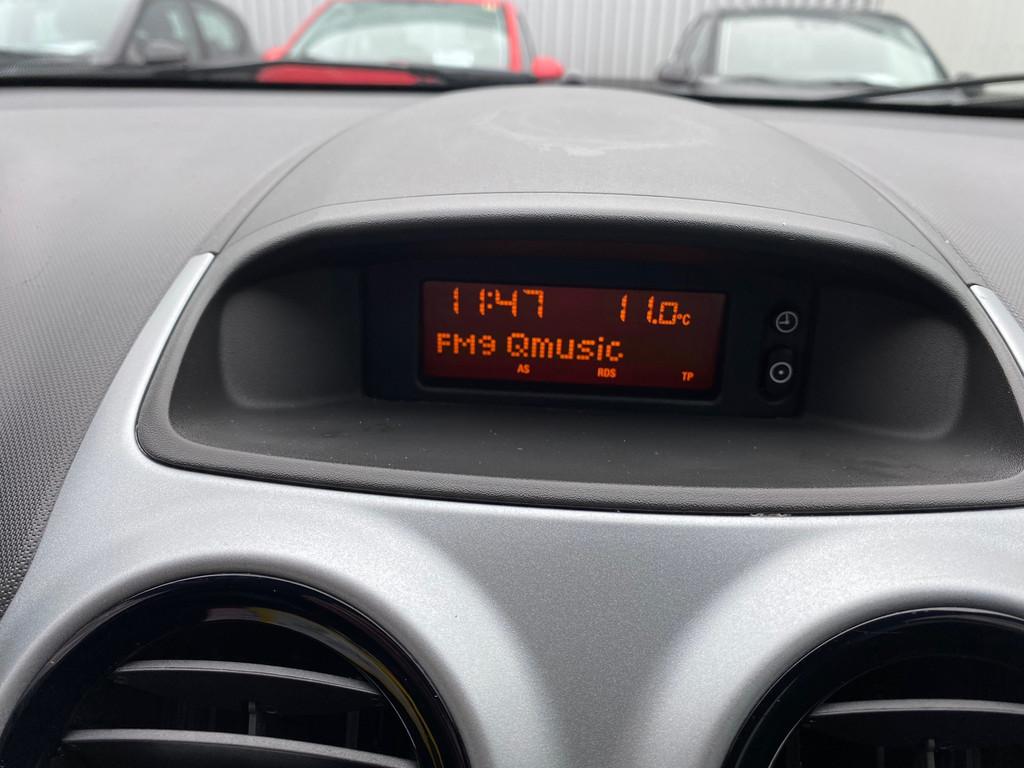 11:47 11.0°C
FM9 Qmusic
AS RDS TP